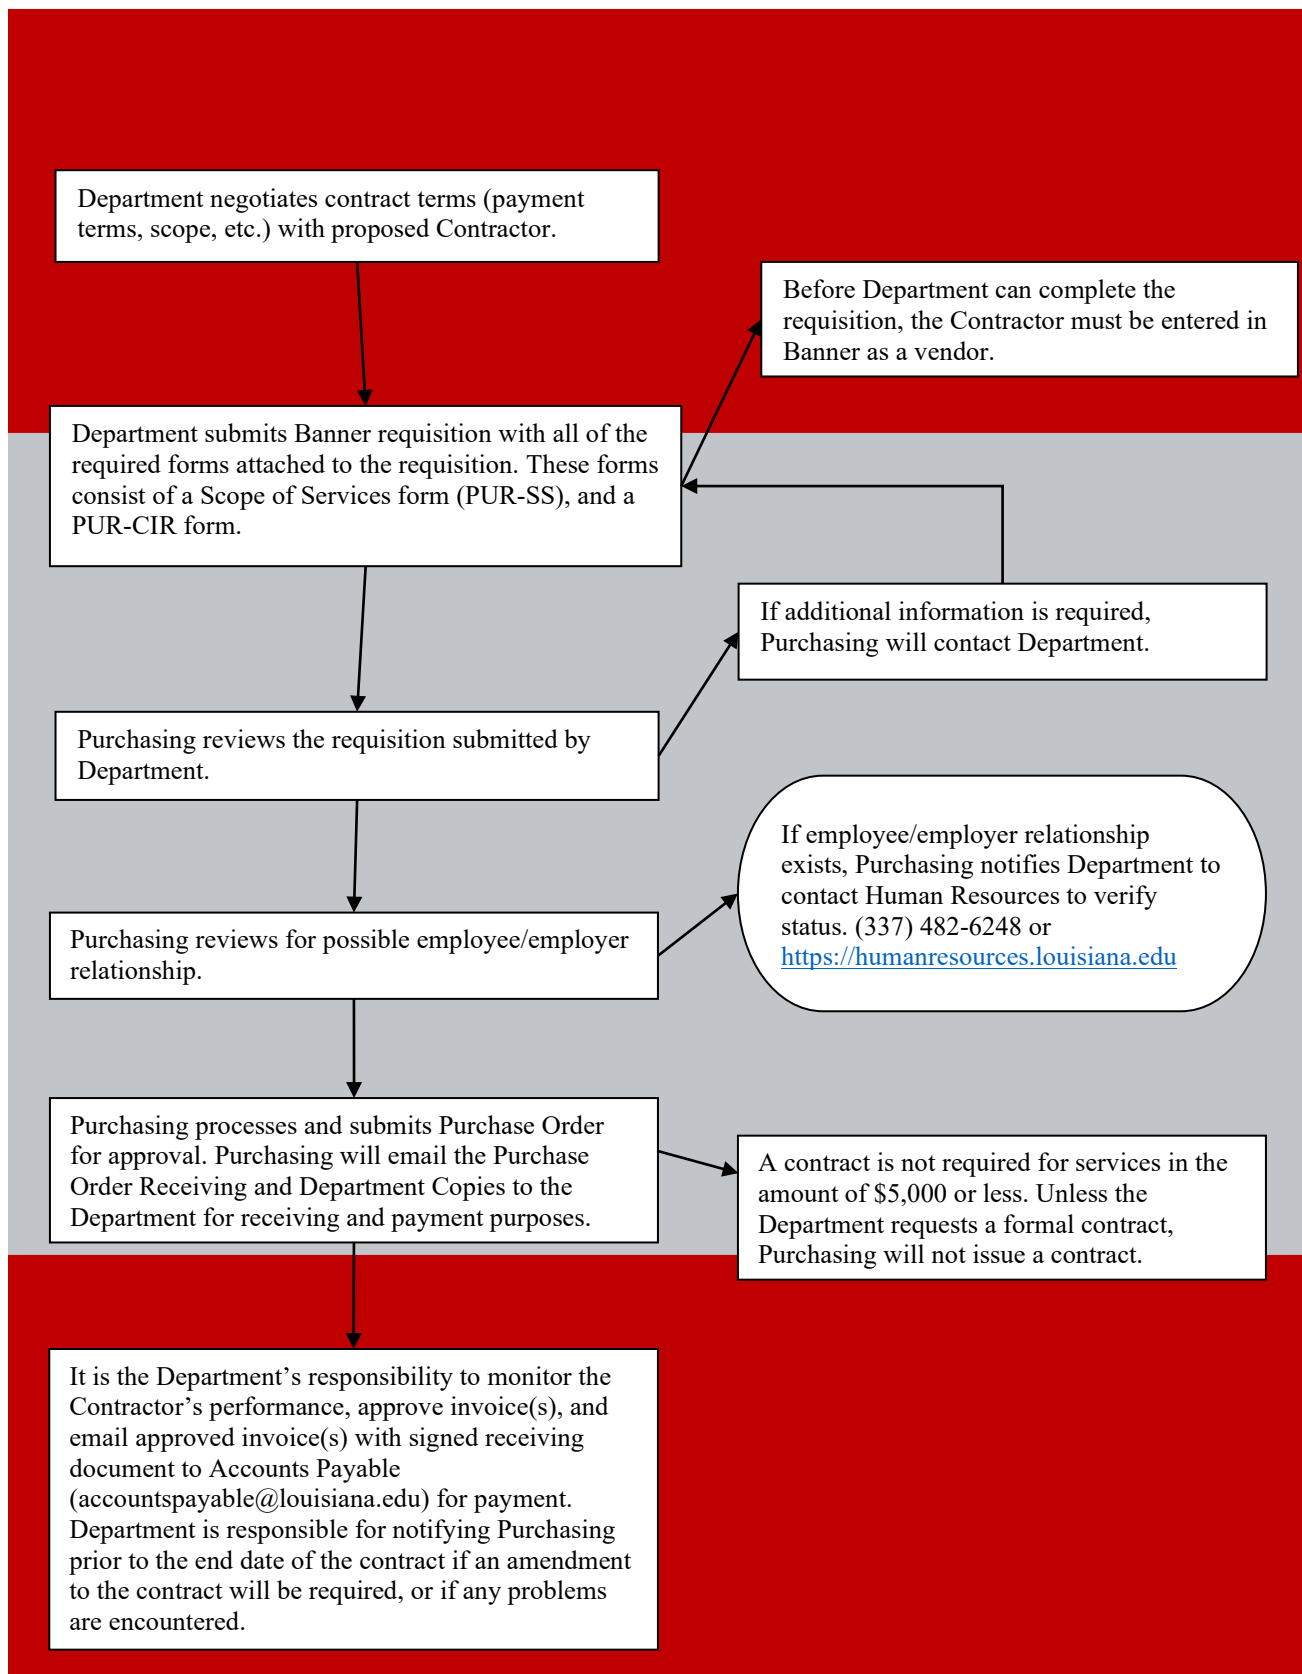 Department negotiates contract terms (payment
terms, scope, etc.) with proposed Contractor.
Before Department can complete the
requisition, the Contractor must be entered in
Banner as a vendor.
Department submits Banner requisition with all of the
required forms attached to the requisition. These forms
consist of a Scope of Services form (PUR-SS), and a
PUR-CIR form.
If additional information is required,
Purchasing will contact Department.
Purchasing reviews the requisition submitted by
Department.
If employee/employer relationship
exists, Purchasing notifies Department to
contact Human Resources to verify
status. (337) 482-6248 or
https://humanresources.louisiana.edu
Purchasing reviews for possible employee/employer
relationship.
Purchasing processes and submits Purchase Order
for approval. Purchasing will email the Purchase
Order Receiving and Department Copies to the
Department for receiving and payment purposes.
A contract is not required for services in the
amount of $5,000 or less. Unless the
Department requests a formal contract,
Purchasing will not issue a contract.
It is the Department’s responsibility to monitor the
Contractor’s performance, approve invoice(s), and
email approved invoice(s) with signed receiving
document to Accounts Payable
(accountspayable@louisiana.edu) for payment.
Department is responsible for notifying Purchasing
prior to the end date of the contract if an amendment
to the contract will be required, or if any problems
are encountered.